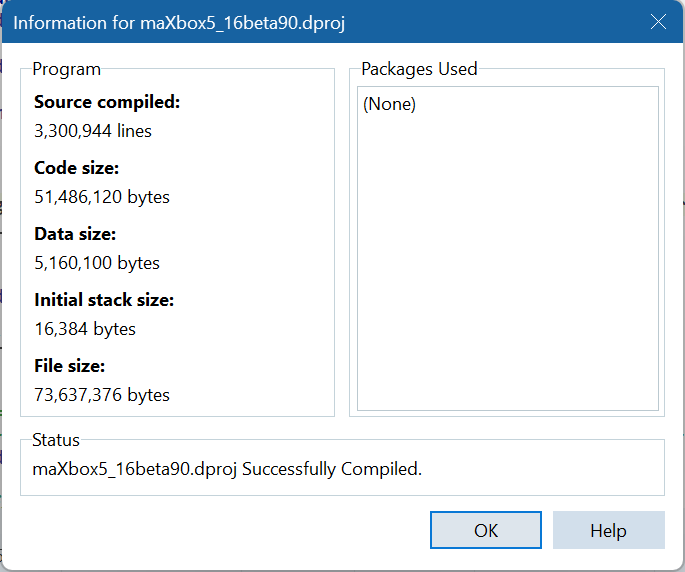 Information for maXbox5_16beta90.dproj
Program
Source compiled:
3,300,944 lines
Code size:
51,486,120 bytes
Data size:
5,160,100 bytes
Initial stack size:
16,384 bytes
File size:
73,637,376 bytes
Packages Used
(None)
Status
maXbox5_16beta90.dproj Successfully Compiled.
OK
Help